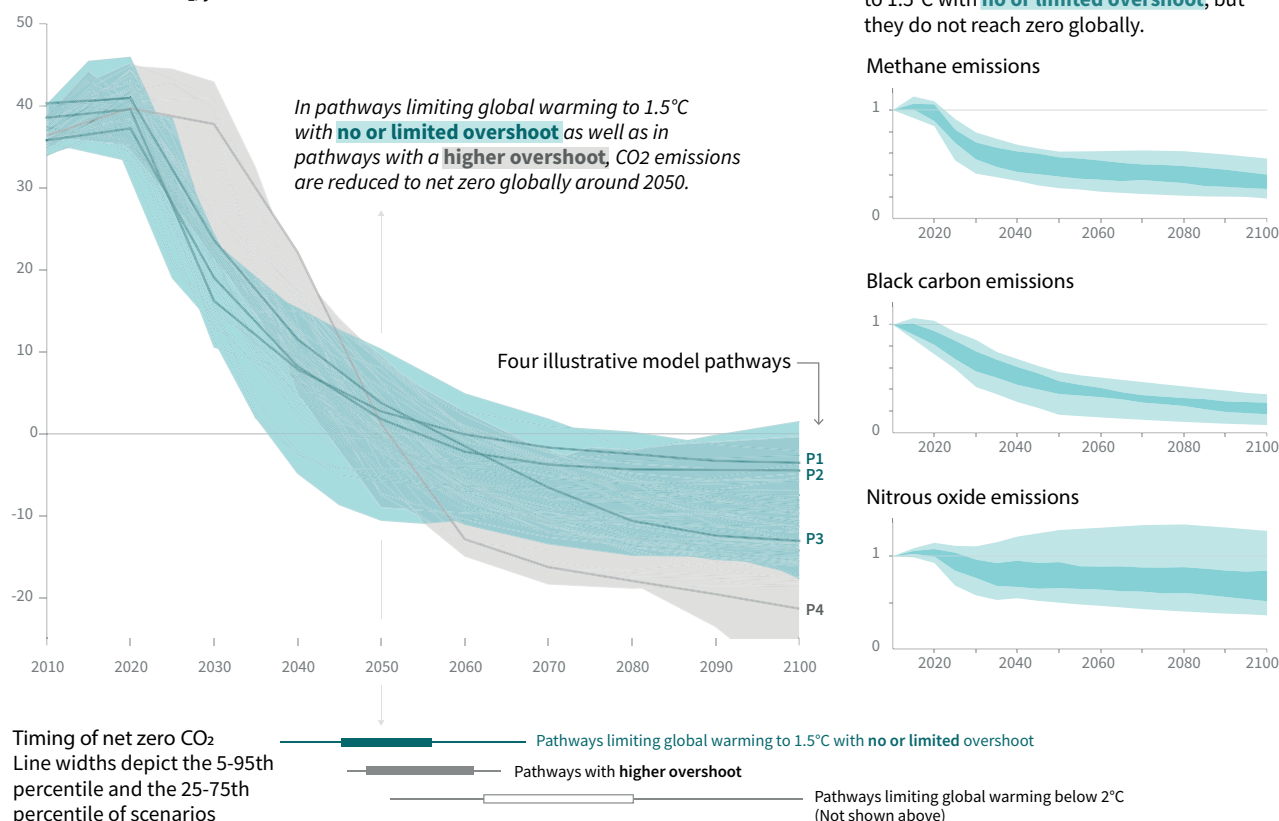 50
40
30
20
10
0
-10
-20
2010
2020
2030
2040
2050
2060
2070
2080
2090
2100
In pathways limiting global warming to 1.5°C
with no or limited overshoot as well as in
pathways with a higher overshoot, CO2 emissions
are reduced to net zero globally around 2050.
Four illustrative model pathways
P1
P2
P3
P4
to 1.5°C with no or limited overshoot, but
they do not reach zero globally.
Methane emissions
1
0
2020
2040
2060
2080
2100
Black carbon emissions
1
0
2020
2040
2060
2080
2100
Nitrous oxide emissions
1
0
2020
2040
2060
2080
2100
Timing of net zero CO₂
Line widths depict the 5-95th
percentile and the 25-75th
percentile of scenarios
Pathways limiting global warming to 1.5°C with no or limited overshoot
Pathways with higher overshoot
Pathways limiting global warming below 2°C
(Not shown above)